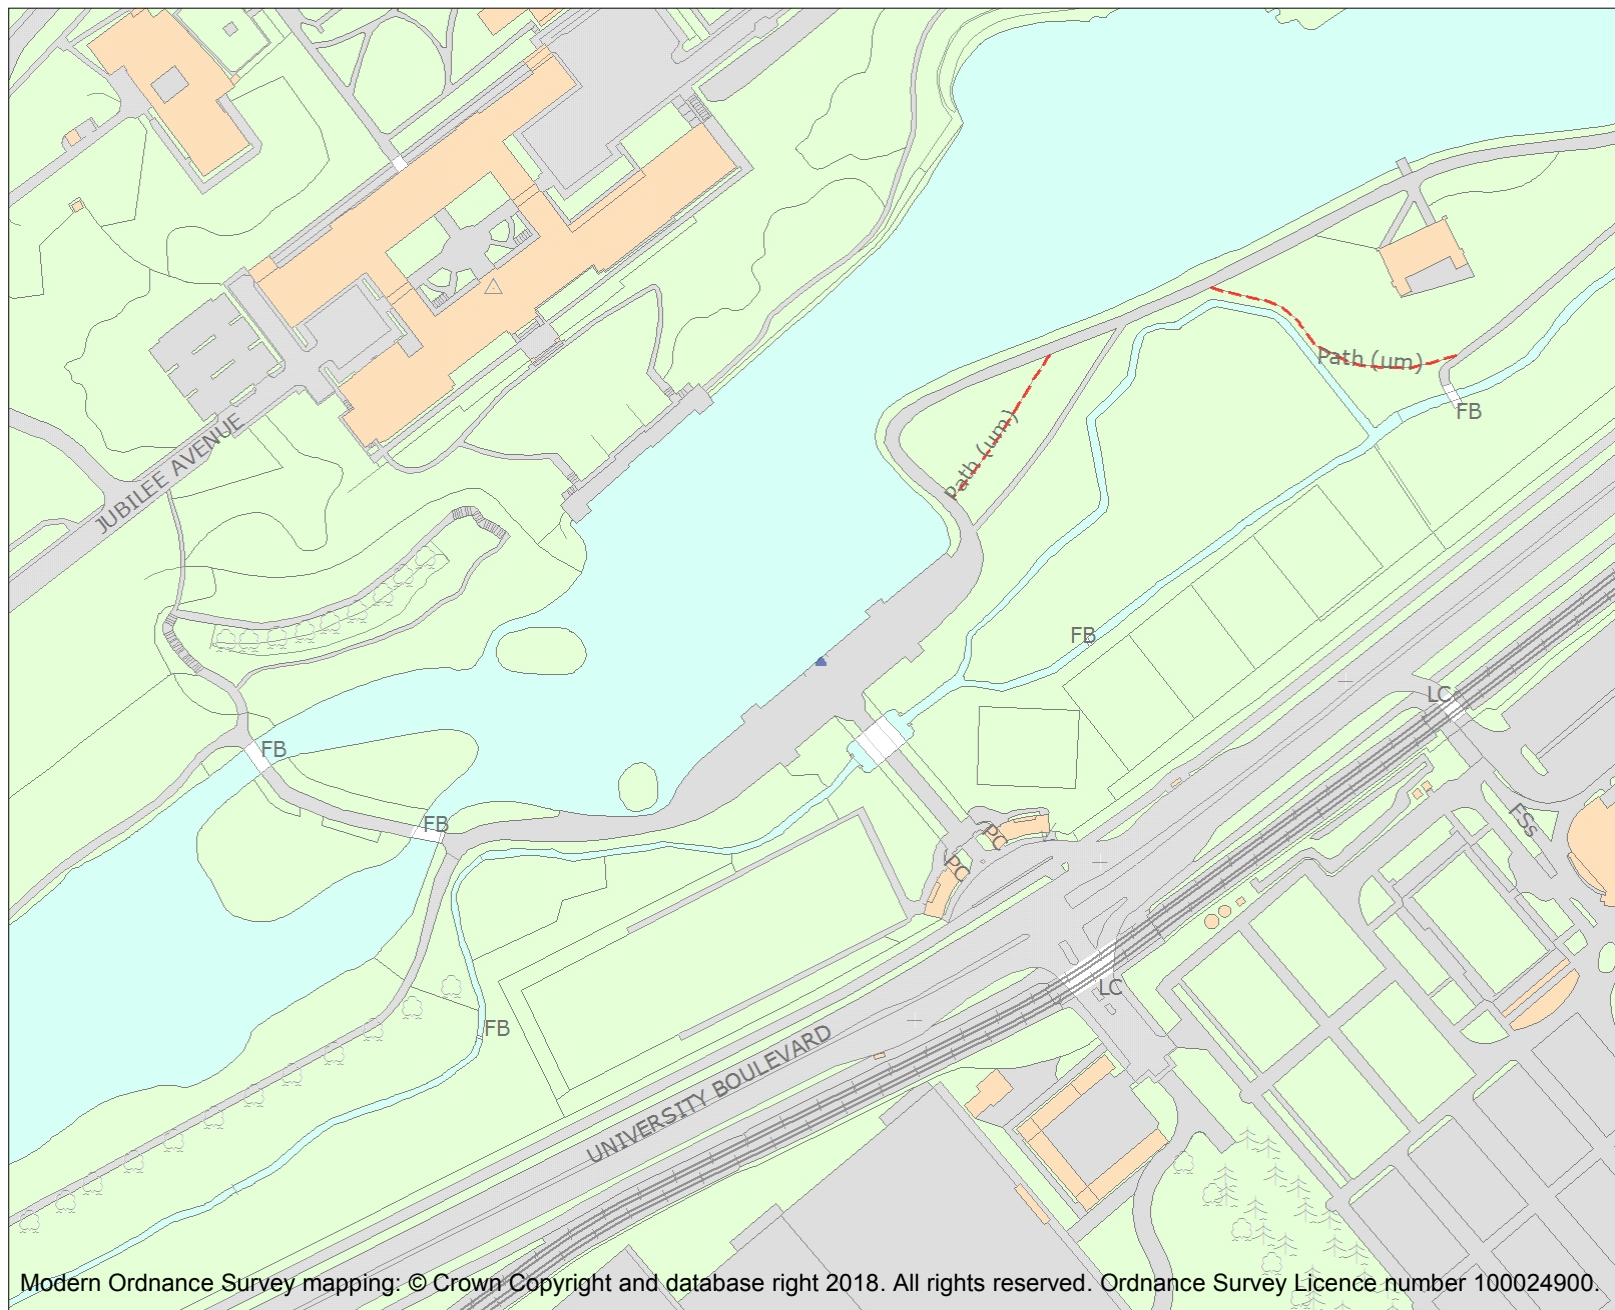 Path (um)
FB
JUBILEE AVENUE
Path (um)
FB
LC
FB
FB
FSs
PC
PC
LC
FB
UNIVERSITY BOULEVARD
Modern Ordnance Survey mapping: © Crown Copyright and database right 2018. All rights reserved. Ordnance Survey Licence number 100024900.